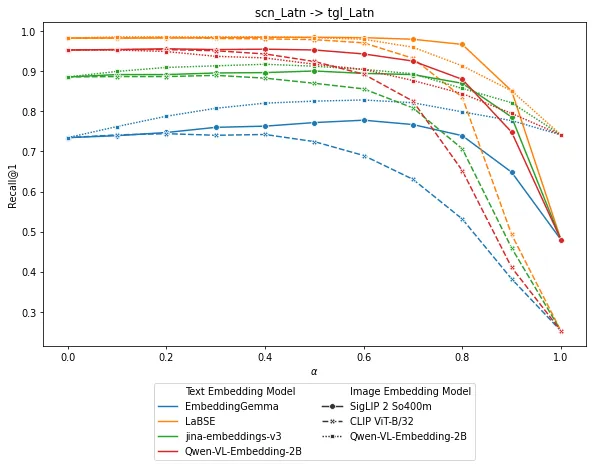 scn_Latn -> tgl_Latn
Recall@1
1.0
0.9
0.8
0.7
0.6
0.5
0.4
0.3
0.0 0.2 0.4 0.6 0.8 1.0
α
Text Embedding Model
EmbeddingGemma
LaBSE
jina-embeddings-v3
Qwen-VL-Embedding-2B
Image Embedding Model
SigLIP 2 So400m
CLIP ViT-B/32
Qwen-VL-Embedding-2B